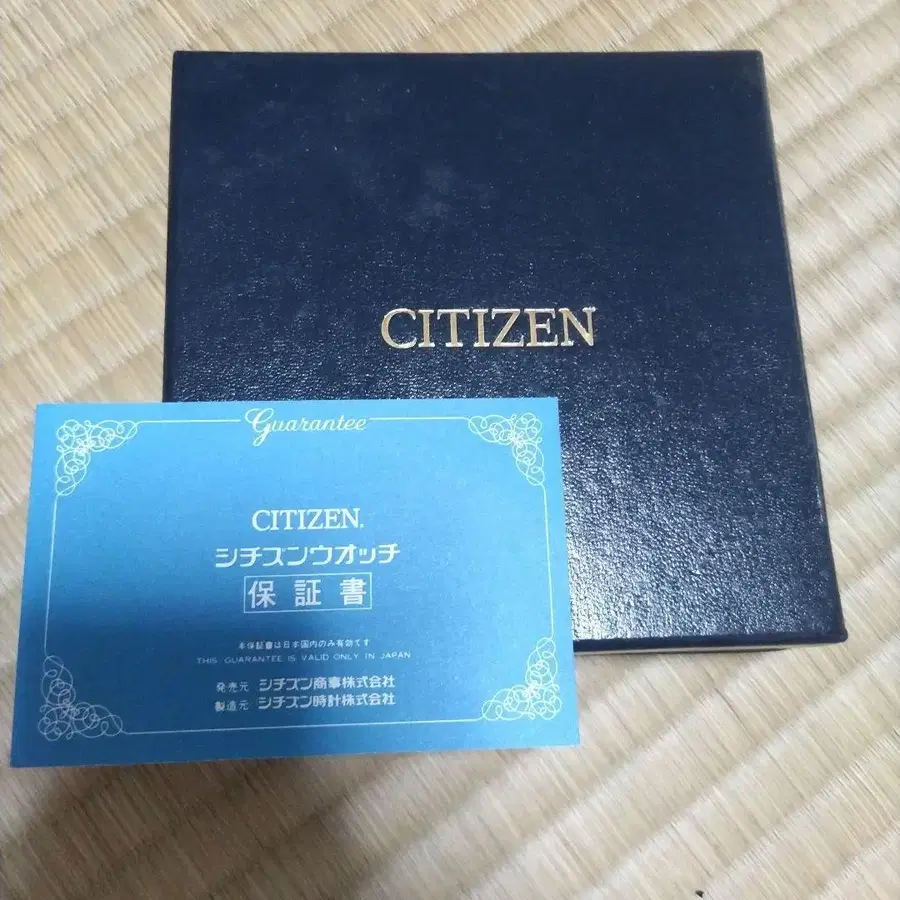 CITIZEN
Guarantee
CITIZEN.
シチズンウオッチ
保証書
本保証書は日本国内のみ有効です
THIS GUARANTEE IS VALID ONLY IN JAPAN
発売元 シチズン商事株式会社
製造元 シチズン時計株式会社